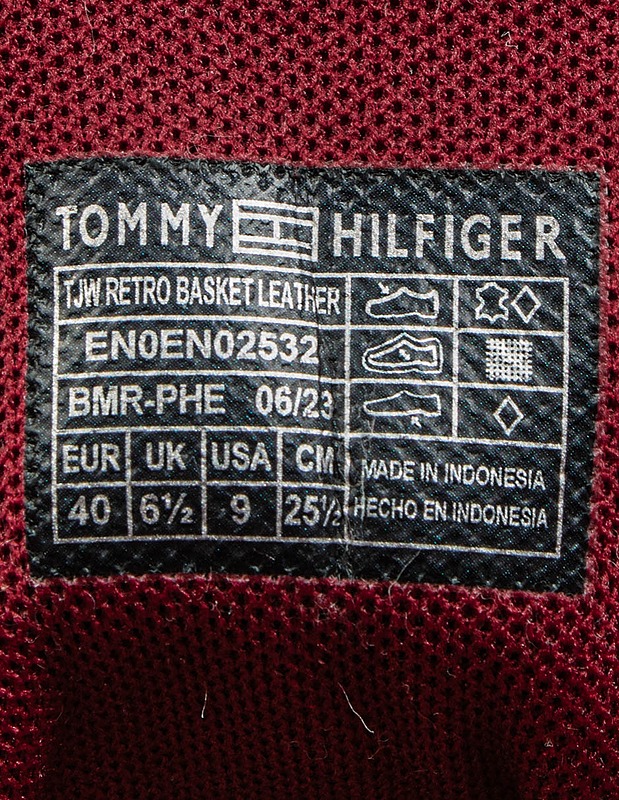 TOMMY HILFIGER
TJW RETRO BASKET LEATHER
EN0EN02532
BMR-PHE 06/23
EUR UK USA CM
40 6½ 9 25½
MADE IN INDONESIA
HECHO EN INDONESIA